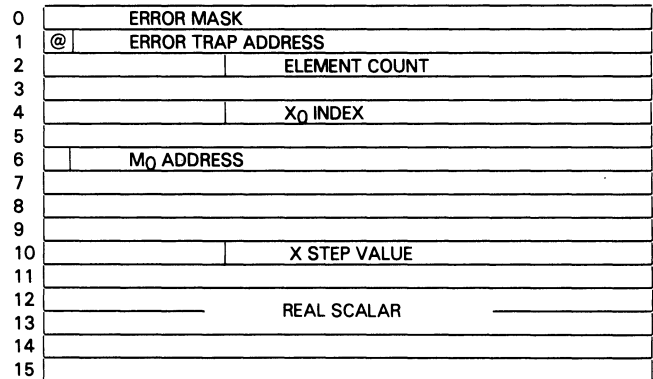 0 ERROR MASK
1 @ ERROR TRAP ADDRESS
2 ELEMENT COUNT
3
4 X0 INDEX
5
6 M0 ADDRESS
7
8
9
10 X STEP VALUE
11
12 REAL SCALAR
13
14
15